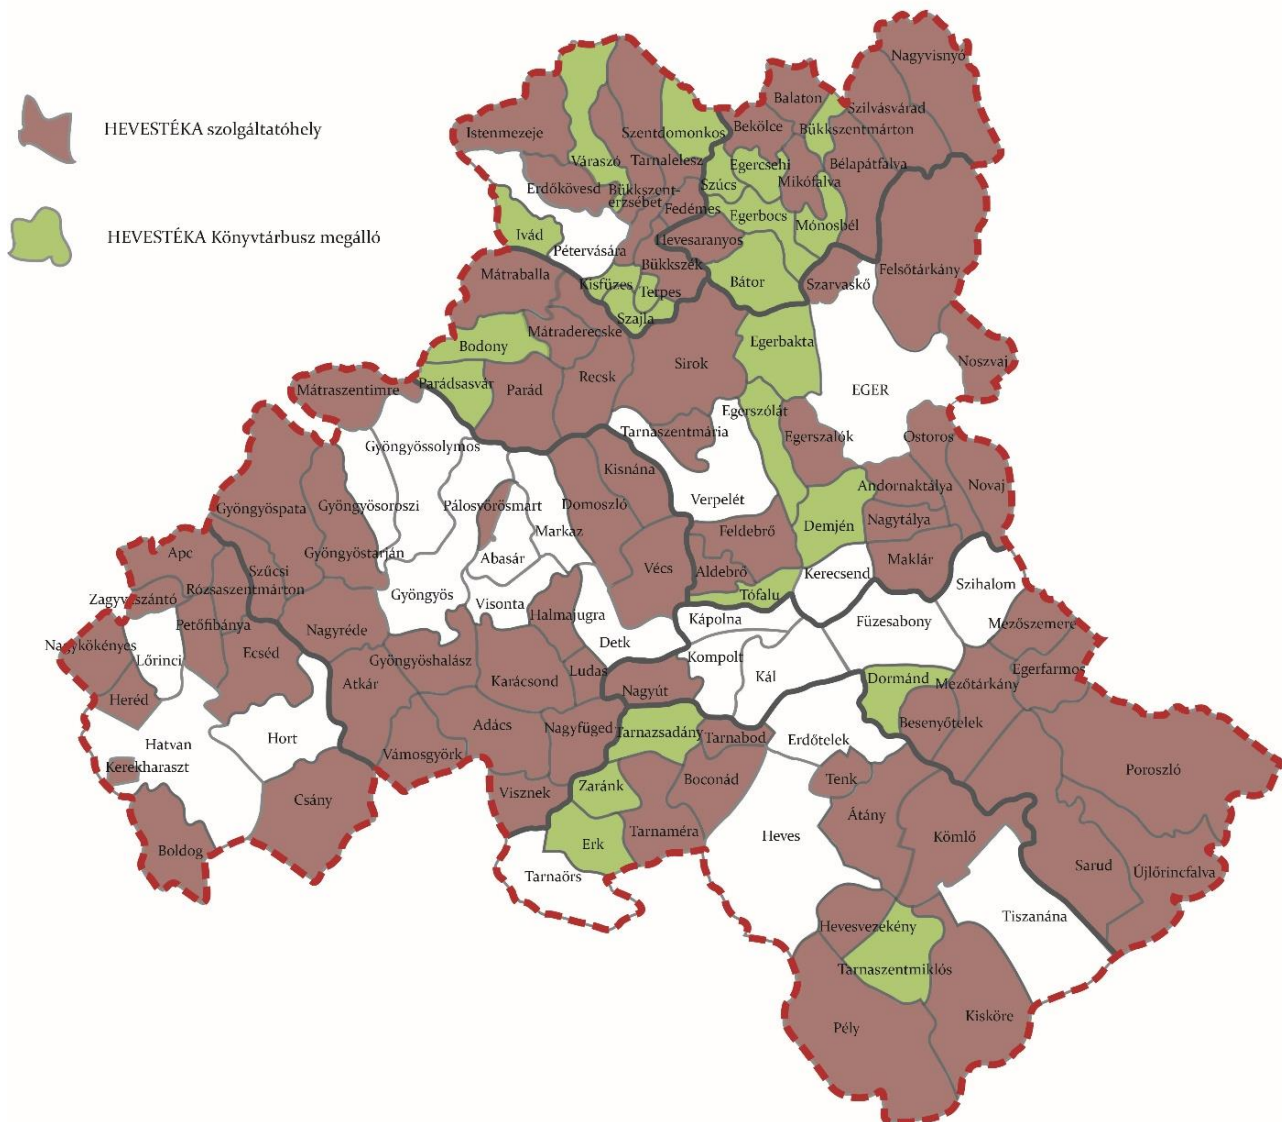 HEVESTÉKA szolgáltatóhely
HEVESTÉKA Könyvtárbusz megálló
Nagyvisnyó
Balaton
Szilvásvárad
Istenmezeje
Szentdomonkos
Bekölce
Bükkszentmárton
Váraszó
Tarnalelesz
Egercsehi
Bélapátfalva
Erdőkövesd
Bükkszent-
erzsébet
Szúcs
Mikófalva
Fedémes
Egerbocs
Mónosbél
Ivád
Pétervására
Hevesaranyos
Mátraballa
Bükkszék
Szarvaskő
Felsőtárkány
Kisfüzes
Terpes
Bátor
Szajla
Mátraderecske
Bodony
Egerbakta
Noszvaj
Mátraszentimre
Parádsasvár
Parád
Recsk
Sirok
EGER
Egerszólát
Gyöngyössolymos
Tarnaszentmária
Egerszalók
Ostoros
Kisnána
Gyöngyöspata
Gyöngyösoroszi
Pálosvörösmart
Domoszló
Verpelét
Andornaktálya
Novaj
Markaz
Feldebrő
Demjén
Nagytálya
Apc
Gyöngyöstarján
Abasár
Maklár
Szűcsi
Vécs
Aldebrő
Kerecsend
Szihalom
Zagyvaszántó
Rózsaszentmárton
Gyöngyös
Visonta
Tófalu
Halmajugra
Kápolna
Füzesabony
Petőfibánya
Nagyréde
Mezőszemere
Nagykökényes
Lőrinci
Ecséd
Detk
Gyöngyöshalász
Kompolt
Egerfarmos
Heréd
Atkár
Karácsond
Ludas
Kál
Dormánd
Mezőtárkány
Nagyút
Adács
Nagyfüged
Tarnazsadány
Tarnabod
Besenyőtelek
Hatvan
Hort
Vámosgyörk
Erdőtelek
Kerekharaszt
Poroszló
Csány
Visznek
Zaránk
Boconád
Tenk
Átány
Tarnaméra
Heves
Kömlő
Boldog
Erk
Sarud
Újlőrincfalva
Tarnaörs
Tiszanána
Hevesvezekény
Tarnaszentmiklós
Kisköre
Pély